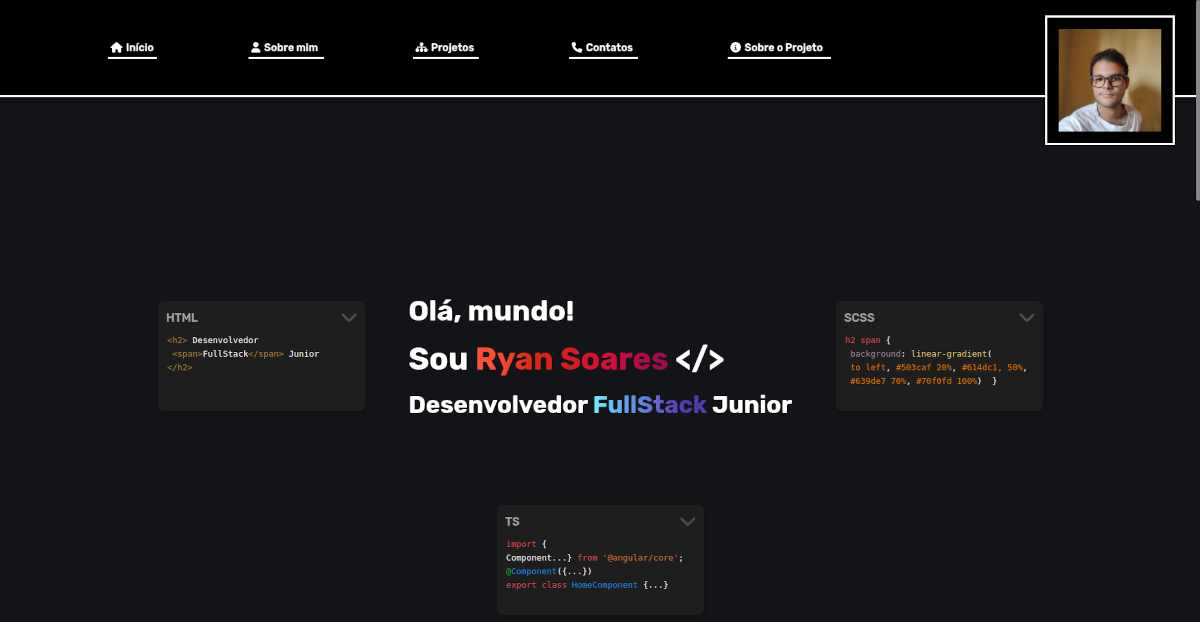 Início
Sobre mim
Projetos
Contatos
Sobre o Projeto
Olá, mundo!
Sou Ryan Soares </>
Desenvolvedor FullStack Junior
HTML
<h2> Desenvolvedor
<span>FullStack</span> Junior
</h2>
SCSS
h2 span {
background: linear-gradient(
to left, #503caf 20%, #614dc1, 50%,
#639de7 70%, #70f0fd 100%) }
TS
import {
Component...} from '@angular/core';
@Component({...})
export class HomeComponent {...}